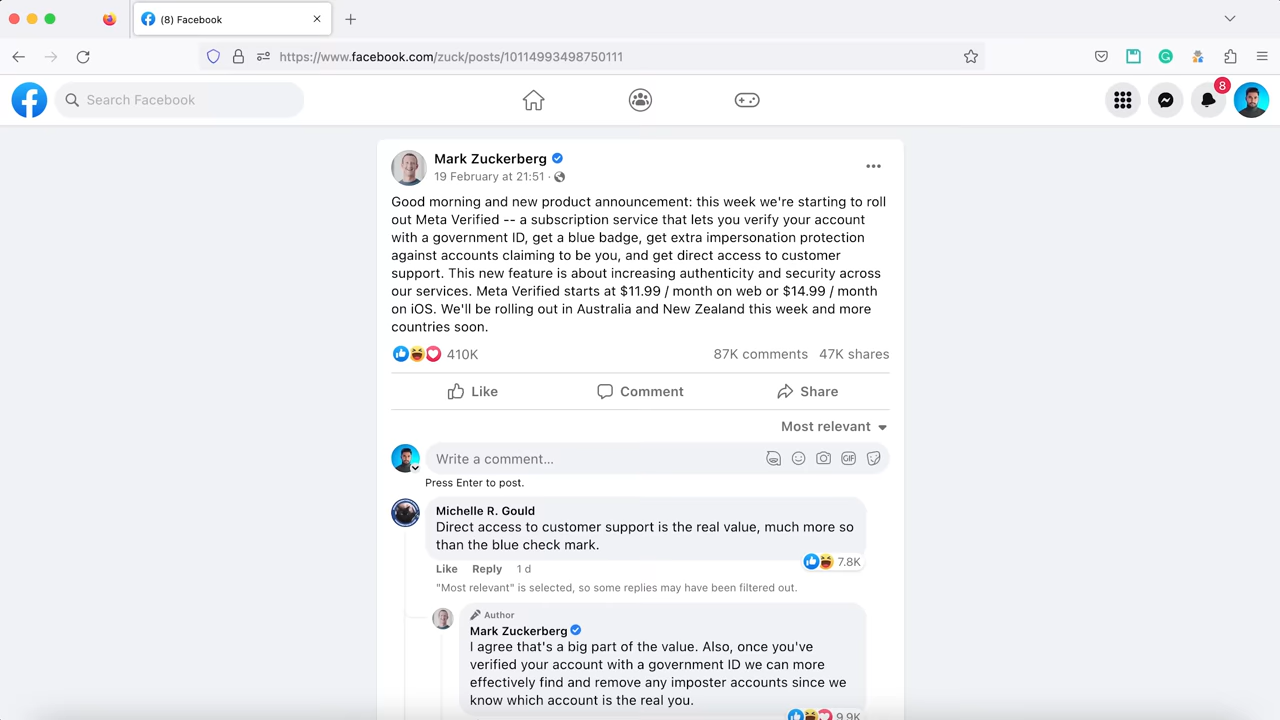 (8) Facebook
https://www.facebook.com/zuck/posts/10114993498750111
Search Facebook
8
Mark Zuckerberg
19 February at 21:51 ·
Good morning and new product announcement: this week we're starting to roll
out Meta Verified -- a subscription service that lets you verify your account
with a government ID, get a blue badge, get extra impersonation protection
against accounts claiming to be you, and get direct access to customer
support. This new feature is about increasing authenticity and security across
our services. Meta Verified starts at $11.99 / month on web or $14.99 / month
on iOS. We'll be rolling out in Australia and New Zealand this week and more
countries soon.
410K 87K comments 47K shares
Like Comment Share
Most relevant
Write a comment… GIF
Press Enter to post.
Michelle R. Gould
Direct access to customer support is the real value, much more so
than the blue check mark.
7.8K
Like Reply 1 d
"Most relevant" is selected, so some replies may have been filtered out.
Author
Mark Zuckerberg
I agree that's a big part of the value. Also, once you've
verified your account with a government ID we can more
effectively find and remove any imposter accounts since we
know which account is the real you.
9.9K